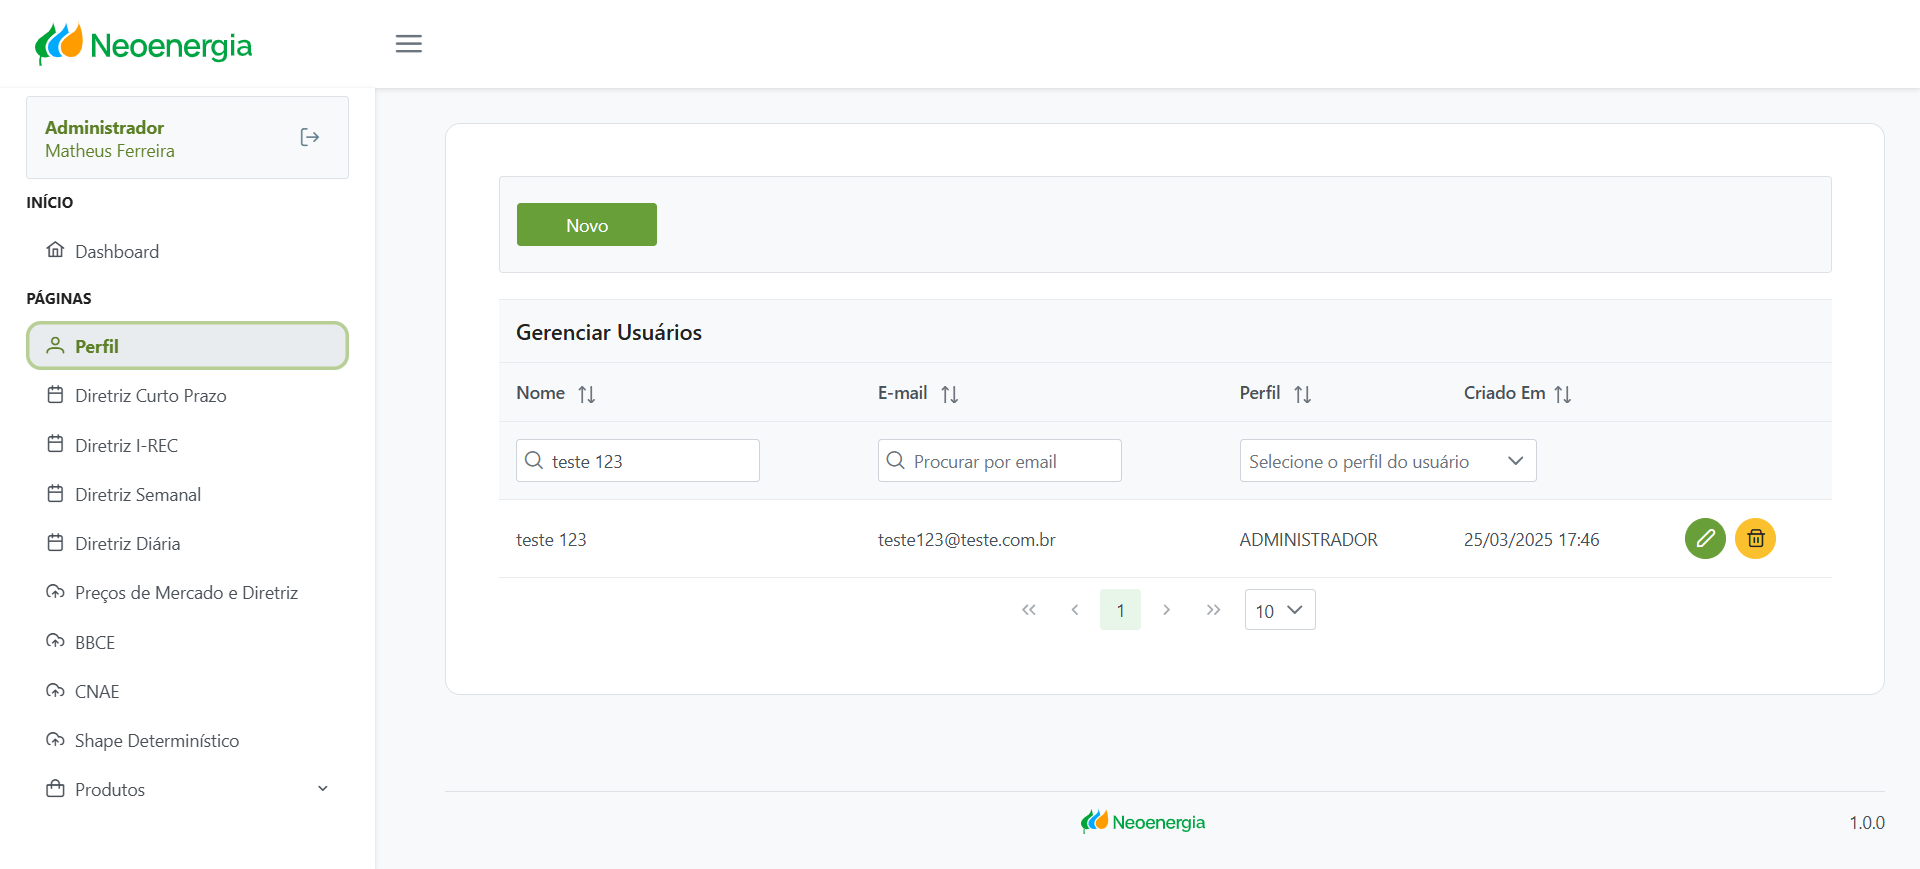 Neoenergia
Administrador
Matheus Ferreira
INÍCIO
Dashboard
PÁGINAS
Perfil
Diretriz Curto Prazo
Diretriz I-REC
Diretriz Semanal
Diretriz Diária
Preços de Mercado e Diretriz
BBCE
CNAE
Shape Determinístico
Produtos
Novo
Gerenciar Usuários
Nome E-mail Perfil Criado Em
teste 123 Procurar por email Selecione o perfil do usuário
teste 123 teste123@teste.com.br ADMINISTRADOR 25/03/2025 17:46
1 10
Neoenergia 1.0.0